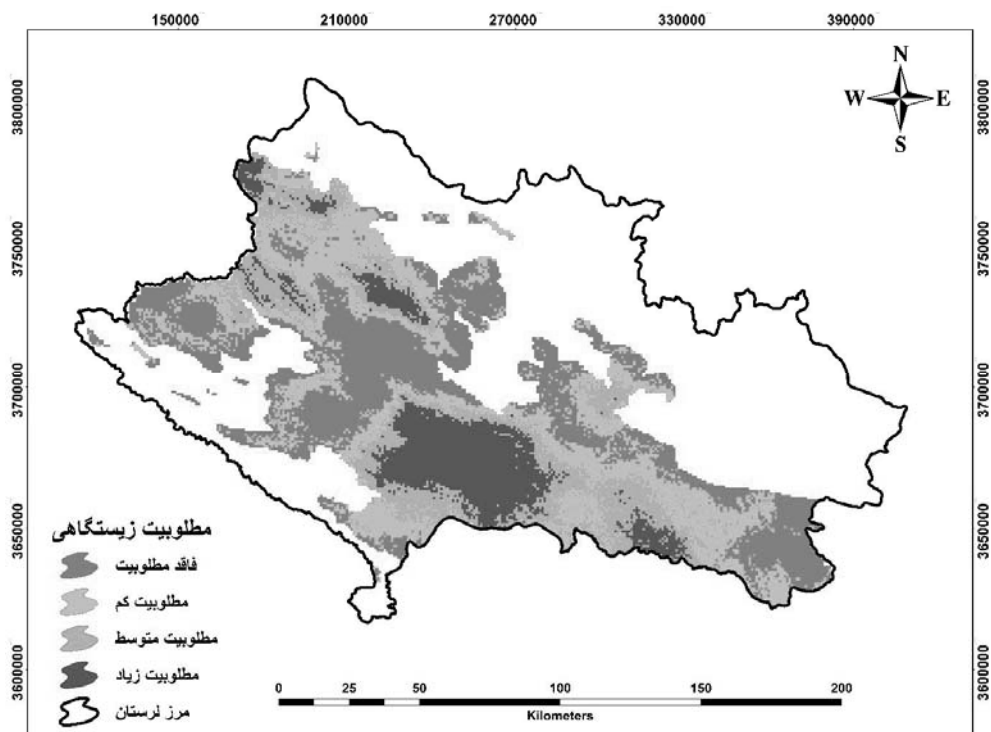 150000 210000 270000 330000 390000
N
W E
S
3800000 3800000
3750000 3750000
3700000 3700000
3650000 3650000
3600000 3600000
مطلوبیت زیستگاهی
فاقد مطلوبیت
مطلوبیت کم
مطلوبیت متوسط
مطلوبیت زیاد
مرز لرستان
0 25 50 100 150 200
Kilometers